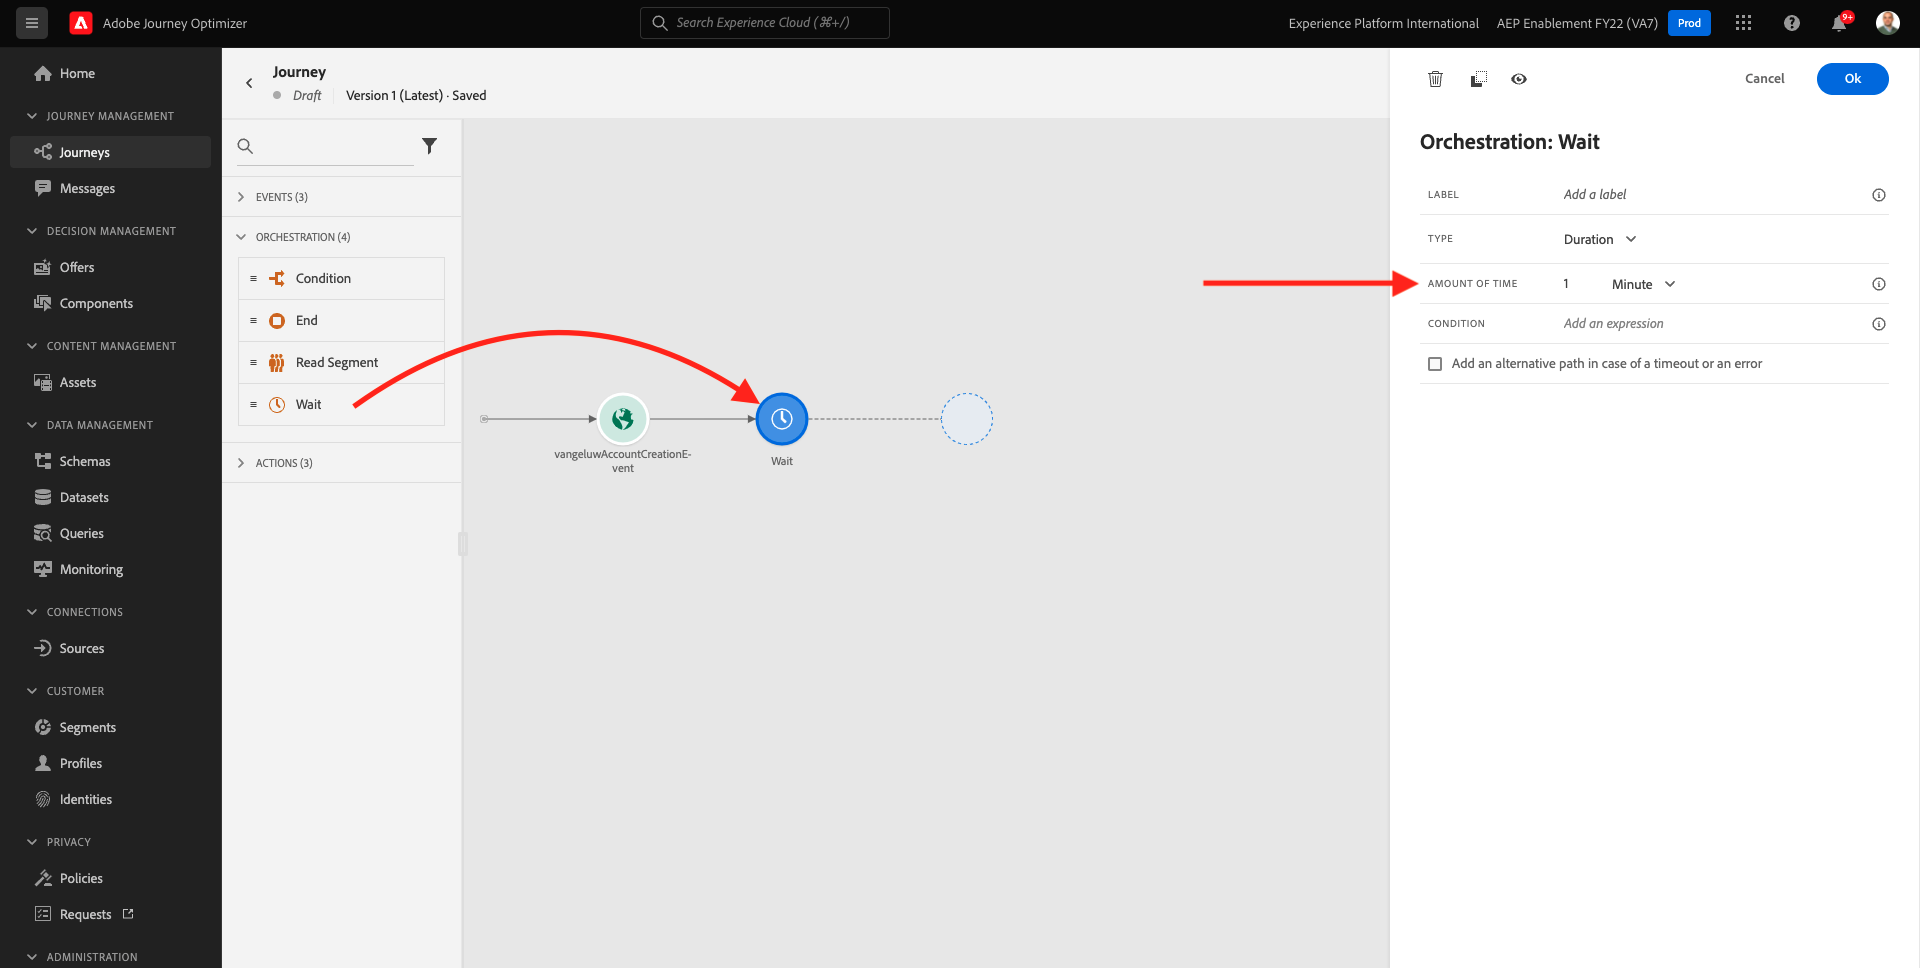 Adobe Journey Optimizer
Search Experience Cloud (⌘+/)
Experience Platform International
AEP Enablement FY22 (VA7)
Prod
9+
Home
JOURNEY MANAGEMENT
Journeys
Messages
DECISION MANAGEMENT
Offers
Components
CONTENT MANAGEMENT
Assets
DATA MANAGEMENT
Schemas
Datasets
Queries
Monitoring
CONNECTIONS
Sources
CUSTOMER
Segments
Profiles
Identities
PRIVACY
Policies
Requests
ADMINISTRATION
Journey
Draft
Version 1 (Latest) · Saved
EVENTS (3)
ORCHESTRATION (4)
Condition
End
Read Segment
Wait
ACTIONS (3)
vangeluwAccountCreationE-
vent
Wait
Cancel
Ok
Orchestration: Wait
LABEL Add a label
TYPE Duration
AMOUNT OF TIME 1 Minute
CONDITION Add an expression
Add an alternative path in case of a timeout or an error